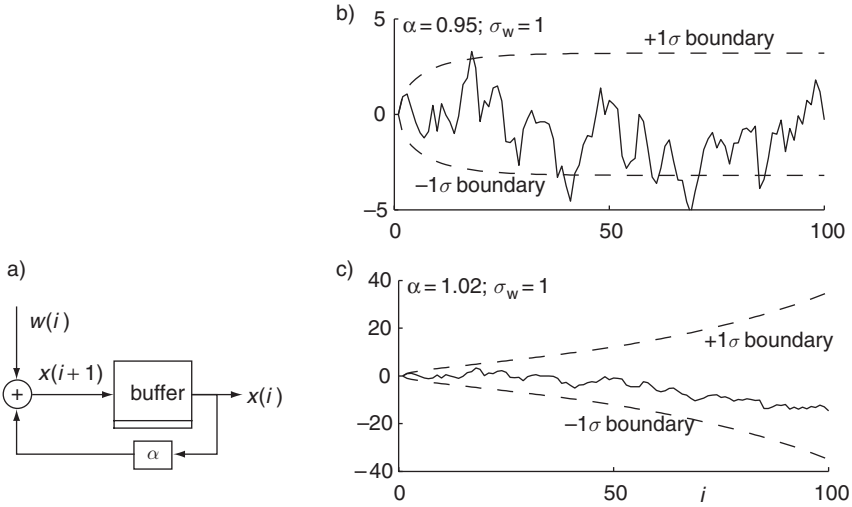 a)
w(i)
x(i+1)
+
buffer
x(i)
α
b)
α = 0.95; σw = 1
+1σ boundary
−1σ boundary
5
0
−5
0
50
100
c)
α = 1.02; σw = 1
+1σ boundary
−1σ boundary
40
20
0
−20
−40
0
50
i
100